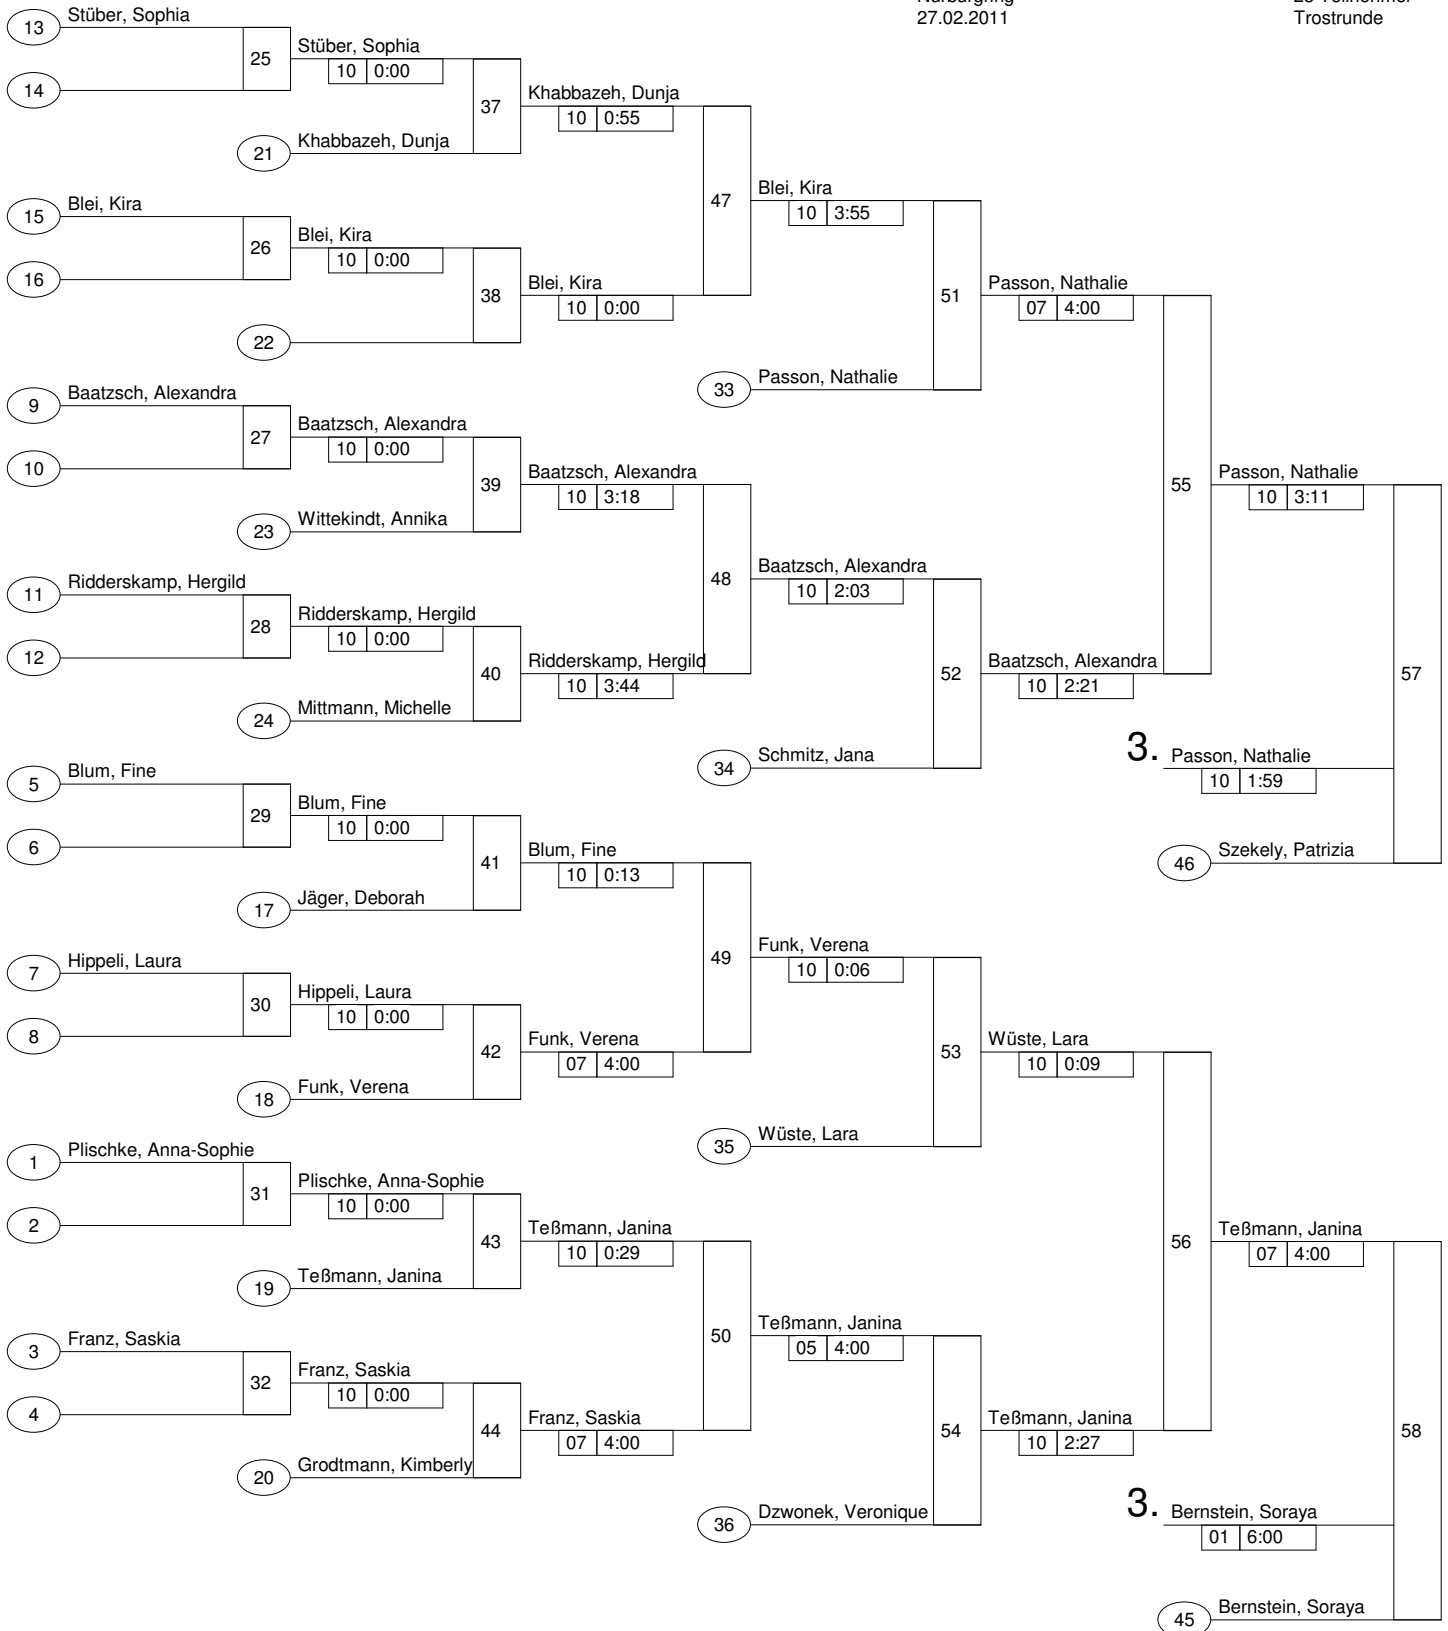 27.02.2011
Trostrunde
13
Stüber, Sophia
25
Stüber, Sophia
10 0:00
14
37
Khabbazeh, Dunja
10 0:55
21
Khabbazeh, Dunja
47
Blei, Kira
10 3:55
15
Blei, Kira
26
Blei, Kira
10 0:00
16
38
Blei, Kira
10 0:00
22
51
Passon, Nathalie
07 4:00
33
Passon, Nathalie
9
Baatzsch, Alexandra
27
Baatzsch, Alexandra
10 0:00
10
39
Baatzsch, Alexandra
10 3:18
23
Wittekindt, Annika
55
Passon, Nathalie
10 3:11
48
Baatzsch, Alexandra
10 2:03
11
Ridderskamp, Hergild
28
Ridderskamp, Hergild
10 0:00
12
40
Ridderskamp, Hergild
10 3:44
24
Mittmann, Michelle
52
Baatzsch, Alexandra
10 2:21
57
34
Schmitz, Jana
3.
Passon, Nathalie
10 1:59
46
Szekely, Patrizia
5
Blum, Fine
29
Blum, Fine
10 0:00
6
41
Blum, Fine
10 0:13
17
Jäger, Deborah
49
Funk, Verena
10 0:06
7
Hippeli, Laura
30
Hippeli, Laura
10 0:00
8
42
Funk, Verena
07 4:00
18
Funk, Verena
53
Wüste, Lara
10 0:09
35
Wüste, Lara
1
Plischke, Anna-Sophie
31
Plischke, Anna-Sophie
10 0:00
2
43
Teßmann, Janina
10 0:29
19
Teßmann, Janina
56
Teßmann, Janina
07 4:00
50
Teßmann, Janina
05 4:00
3
Franz, Saskia
32
Franz, Saskia
10 0:00
4
44
Franz, Saskia
07 4:00
20
Grodtmann, Kimberly
54
Teßmann, Janina
10 2:27
58
36
Dzwonek, Veronique
3.
Bernstein, Soraya
01 6:00
45
Bernstein, Soraya